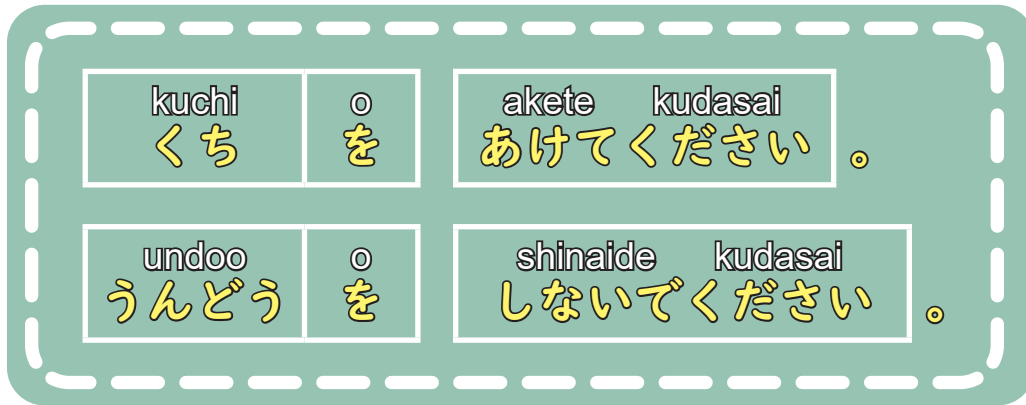 kuchi o akete kudasai
くち を あけてください。
undoo o shinaide kudasai
うんどう を しないでください。